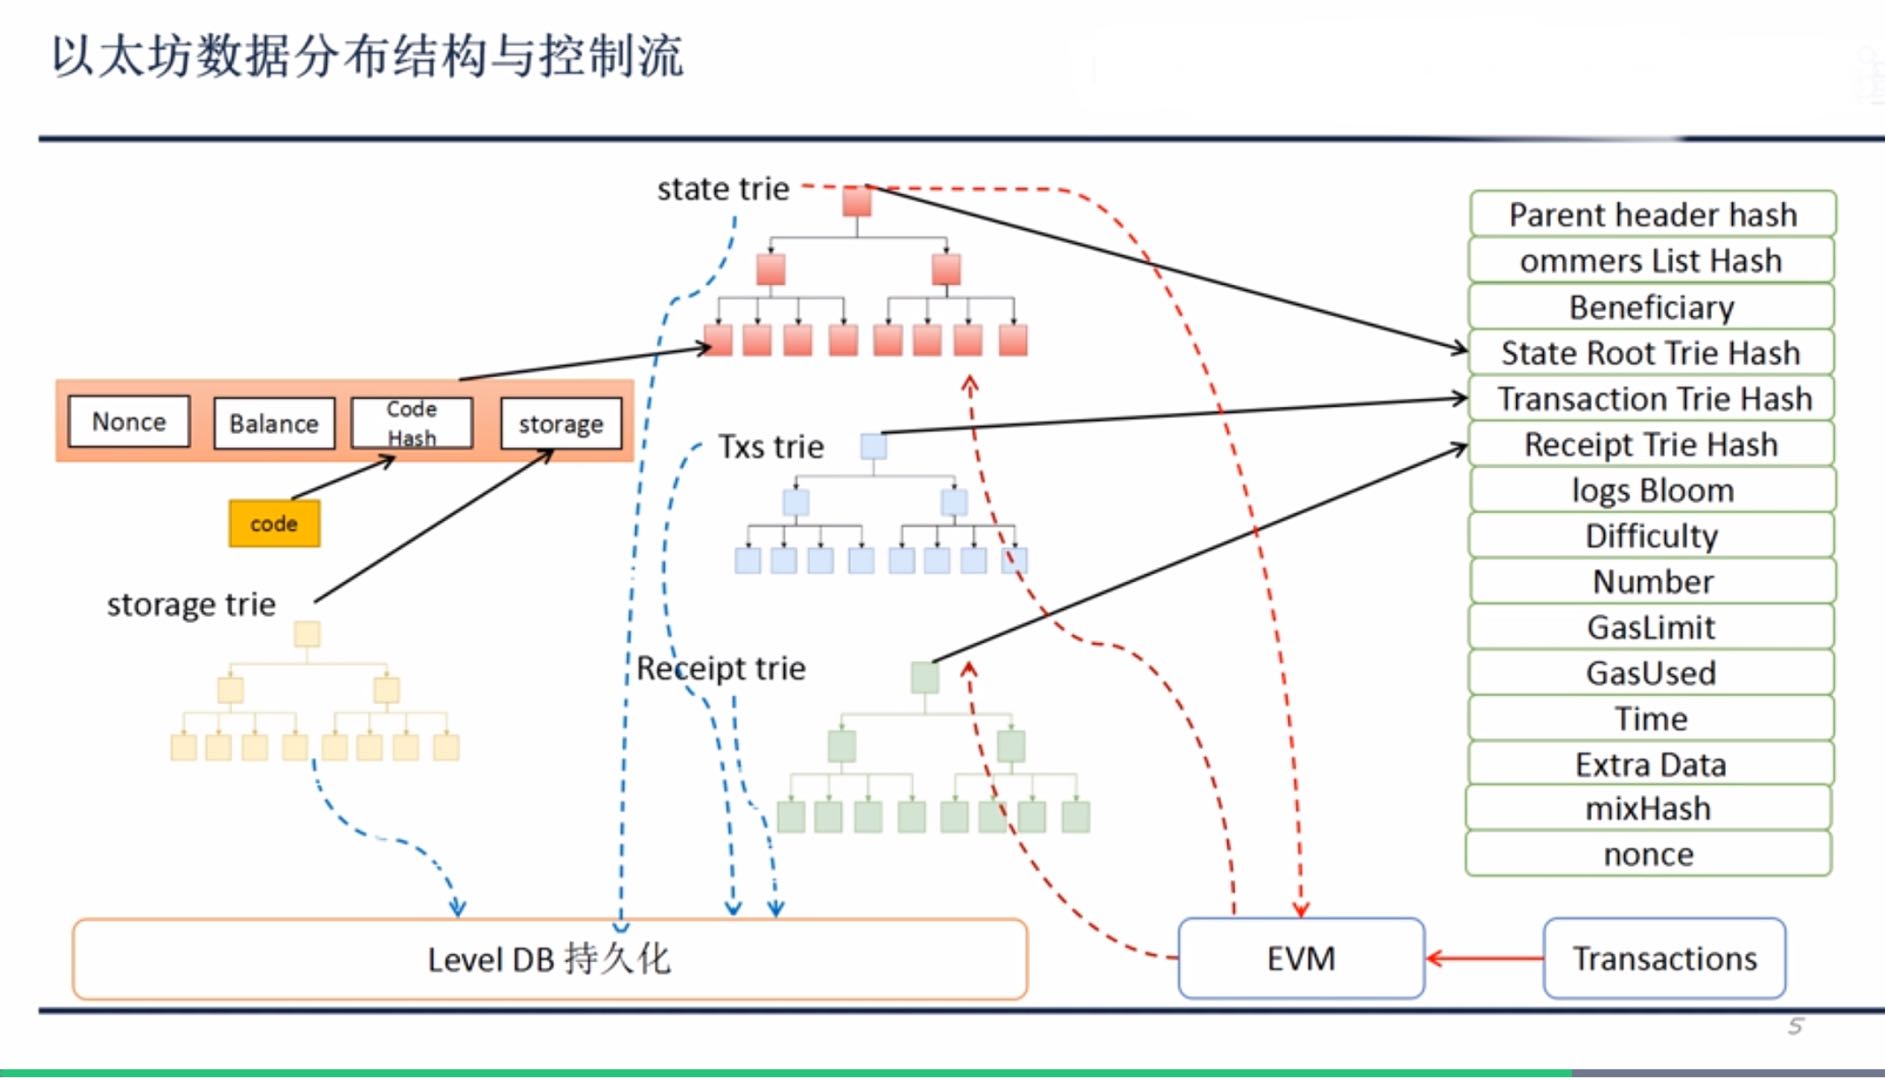 以太坊数据分布结构与控制流
state trie
Nonce
Balance
Code
Hash
storage
code
storage trie
Txs trie
Receipt trie
Parent header hash
ommers List Hash
Beneficiary
State Root Trie Hash
Transaction Trie Hash
Receipt Trie Hash
logs Bloom
Difficulty
Number
GasLimit
GasUsed
Time
Extra Data
mixHash
nonce
Level DB 持久化
EVM
Transactions
5